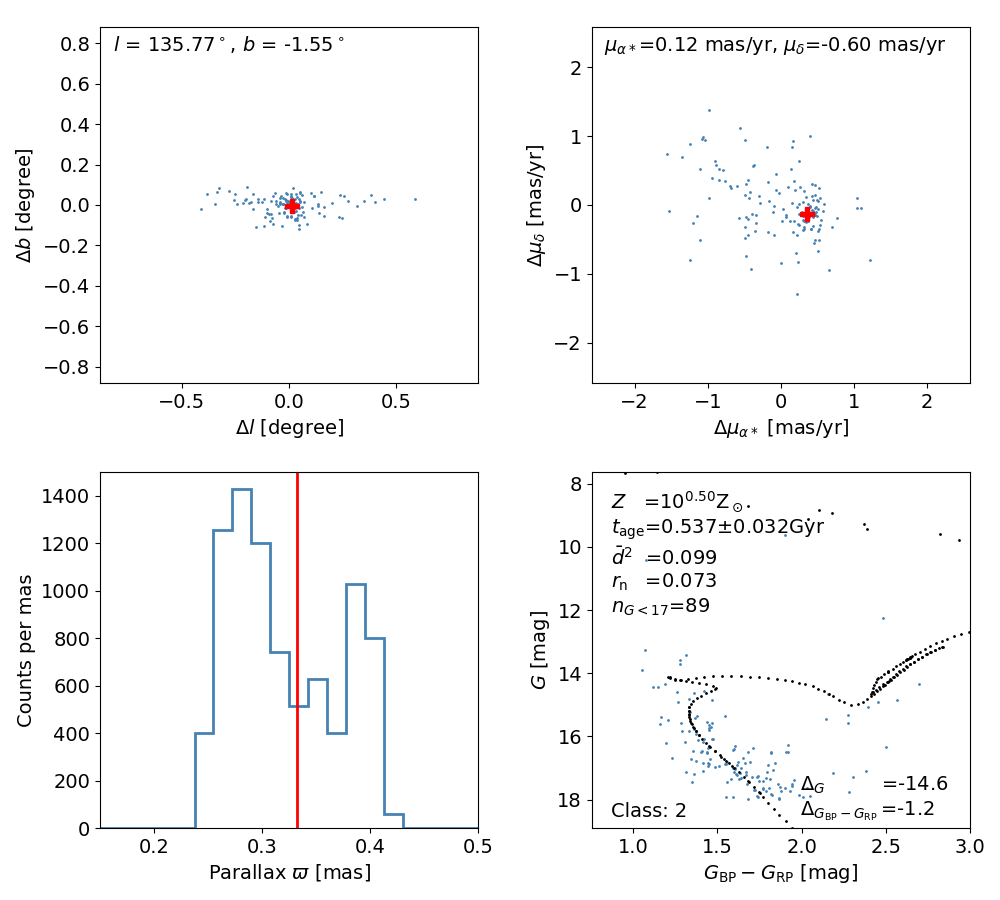 l = 135.77°, b = -1.55°
0.8
0.6
0.4
0.2
0.0
−0.2
−0.4
−0.6
−0.8
Δb [degree]
−0.5 0.0 0.5
Δl [degree]
μα*=0.12 mas/yr, μδ=-0.60 mas/yr
2
1
0
−1
−2
Δμδ [mas/yr]
−2 −1 0 1 2
Δμα* [mas/yr]
1400
1200
1000
800
600
400
200
0
Counts per mas
0.2 0.3 0.4 0.5
Parallax ϖ [mas]
8
10
12
14
16
18
G [mag]
Z =10^0.50 Z⊙
t_age=0.537±0.032Gyr
d̄² =0.099
r_n =0.073
n_G<17=89
Δ_G =-14.6
Class: 2 Δ_GBP−GRP =-1.2
1.0 1.5 2.0 2.5 3.0
G_BP − G_RP [mag]